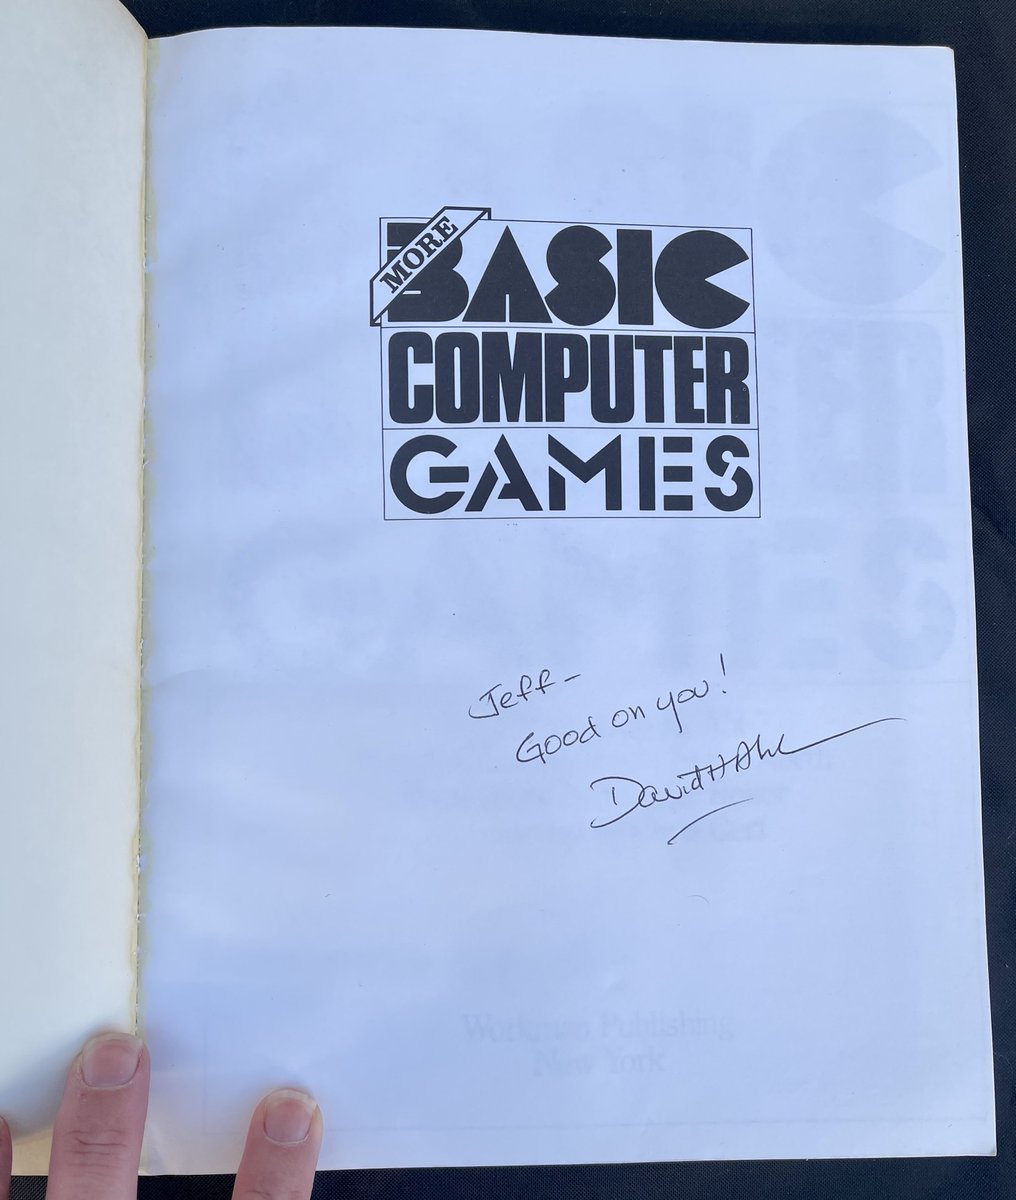 MORE
BASIC
COMPUTER
GAMES
Jeff-
Good on you!
David H Ahl
Workman Publishing
New York